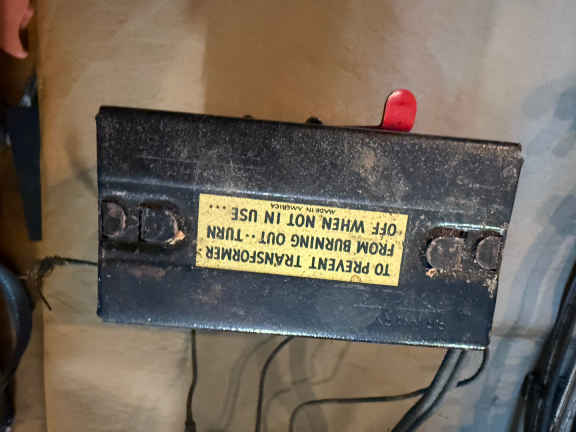 TO PREVENT TRANSFORMER
FROM BURNING OUT -- TURN
OFF WHEN NOT IN USE ...
MADE IN AMERICA